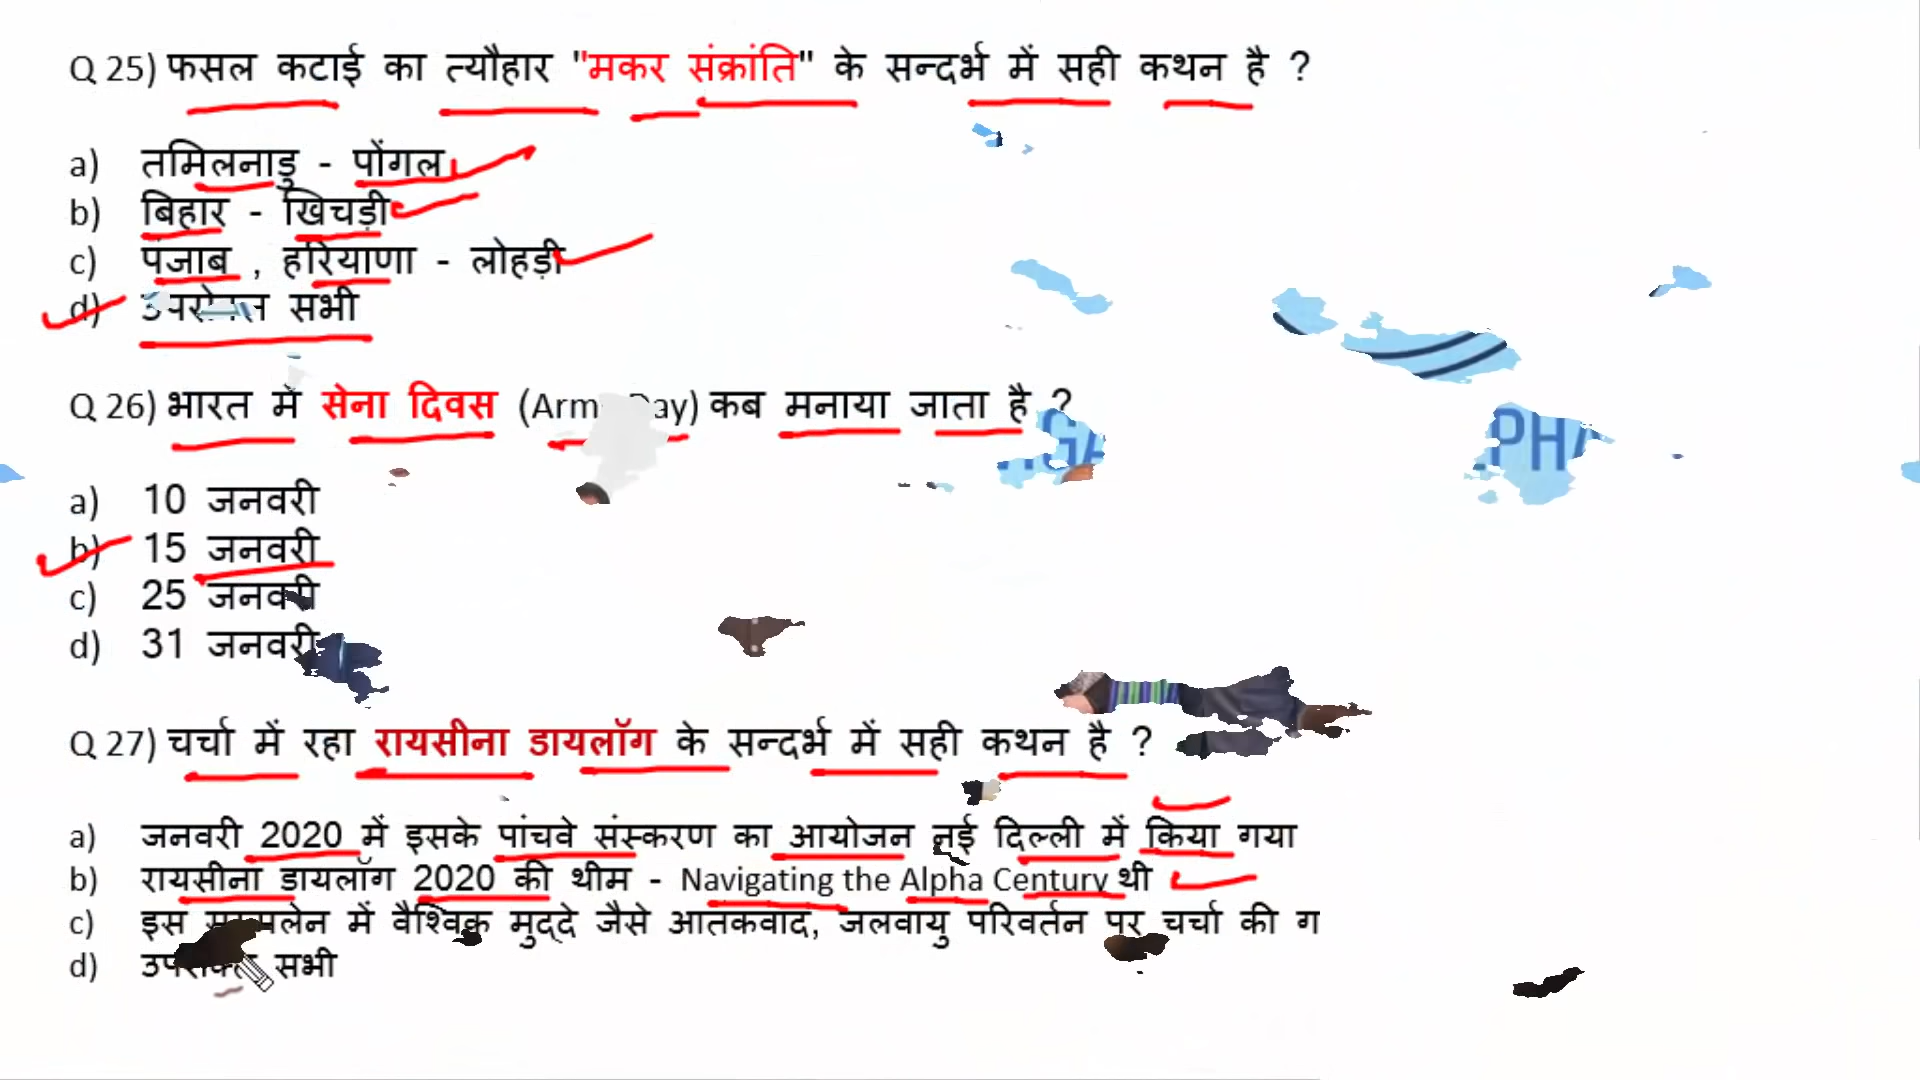 Q 25) फसल कटाई का त्यौहार "मकर संक्रांति" के सन्दर्भ में सही कथन है ?
a) तमिलनाडु - पोंगल
b) बिहार - खिचड़ी
c) पंजाब , हरियाणा - लोहड़ी
d) सभी
Q 26) भारत में सेना दिवस कब मनाया जाता है ?
a) 10 जनवरी
b) 15 जनवरी
c) 25 जनवरी
d) 31 जनवरी
Q 27) चर्चा में रहा रायसीना डायलॉग के सन्दर्भ में सही कथन है ?
a) जनवरी 2020 में इसके पांचवे संस्करण का आयोजन नई दिल्ली में किया गया
b) रायसीना डायलॉग 2020 की थीम - Navigating the Alpha Century थी
c) इस में वैश्विक मुद्दे जैसे आतंकवाद, जलवायु परिवर्तन पर चर्चा की
d) सभी